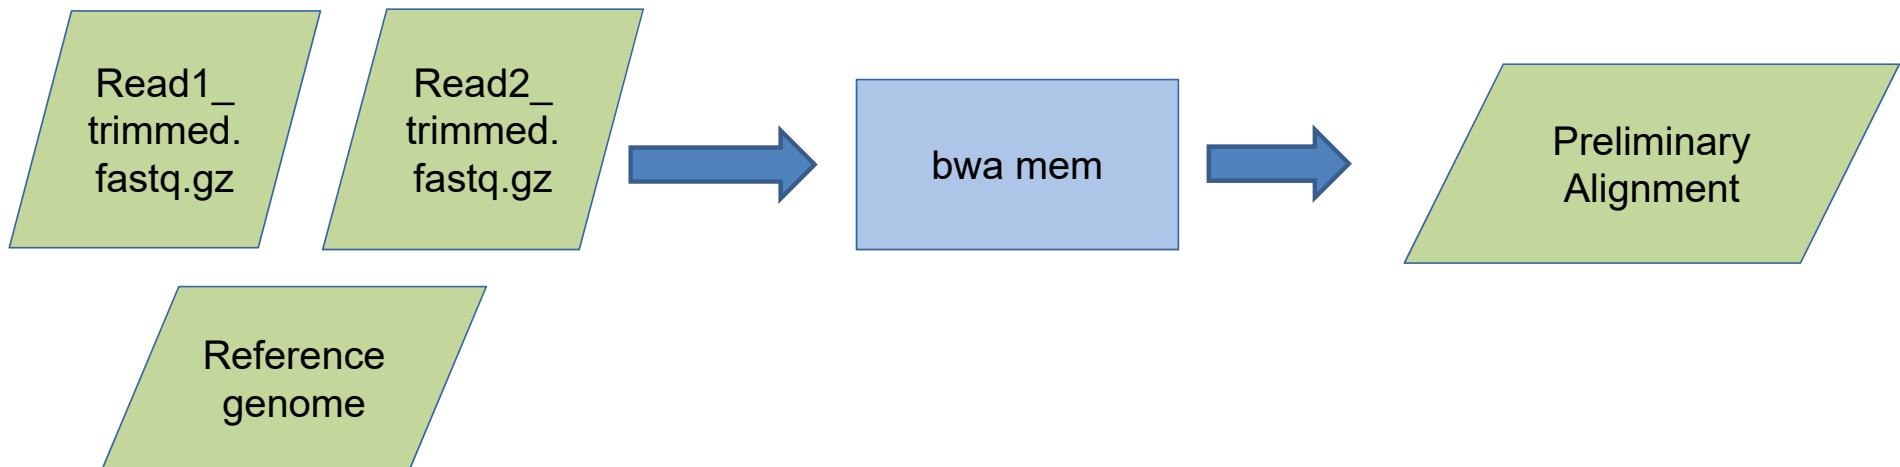 Read1_
trimmed.
fastq.gz
Read2_
trimmed.
fastq.gz
bwa mem
Preliminary
Alignment
Reference
genome